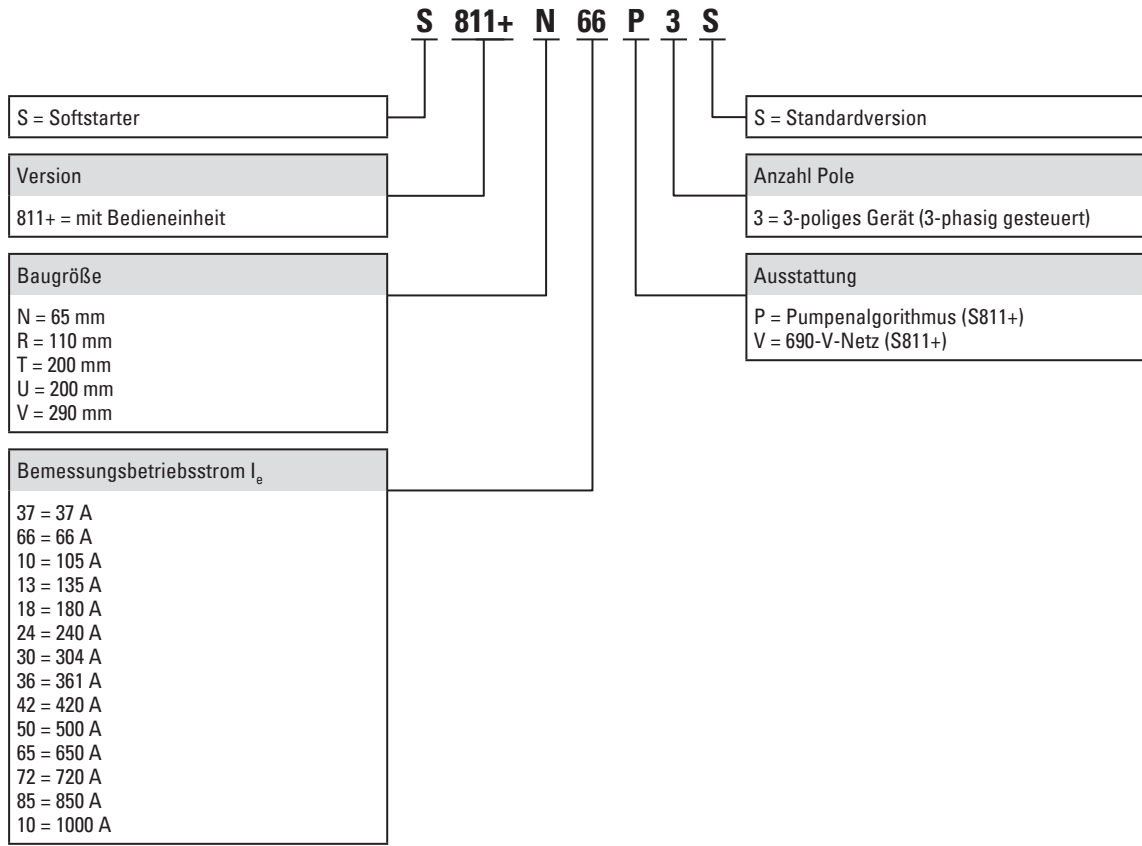 S 811+ N 66 P 3 S
S = Softstarter
Version
811+ = mit Bedieneinheit
Baugröße
N = 65 mm
R = 110 mm
T = 200 mm
U = 200 mm
V = 290 mm
Bemessungsbetriebsstrom Ie
37 = 37 A
66 = 66 A
10 = 105 A
13 = 135 A
18 = 180 A
24 = 240 A
30 = 304 A
36 = 361 A
42 = 420 A
50 = 500 A
65 = 650 A
72 = 720 A
85 = 850 A
10 = 1000 A
S = Standardversion
Anzahl Pole
3 = 3-poliges Gerät (3-phasig gesteuert)
Ausstattung
P = Pumpenalgorithmus (S811+)
V = 690-V-Netz (S811+)